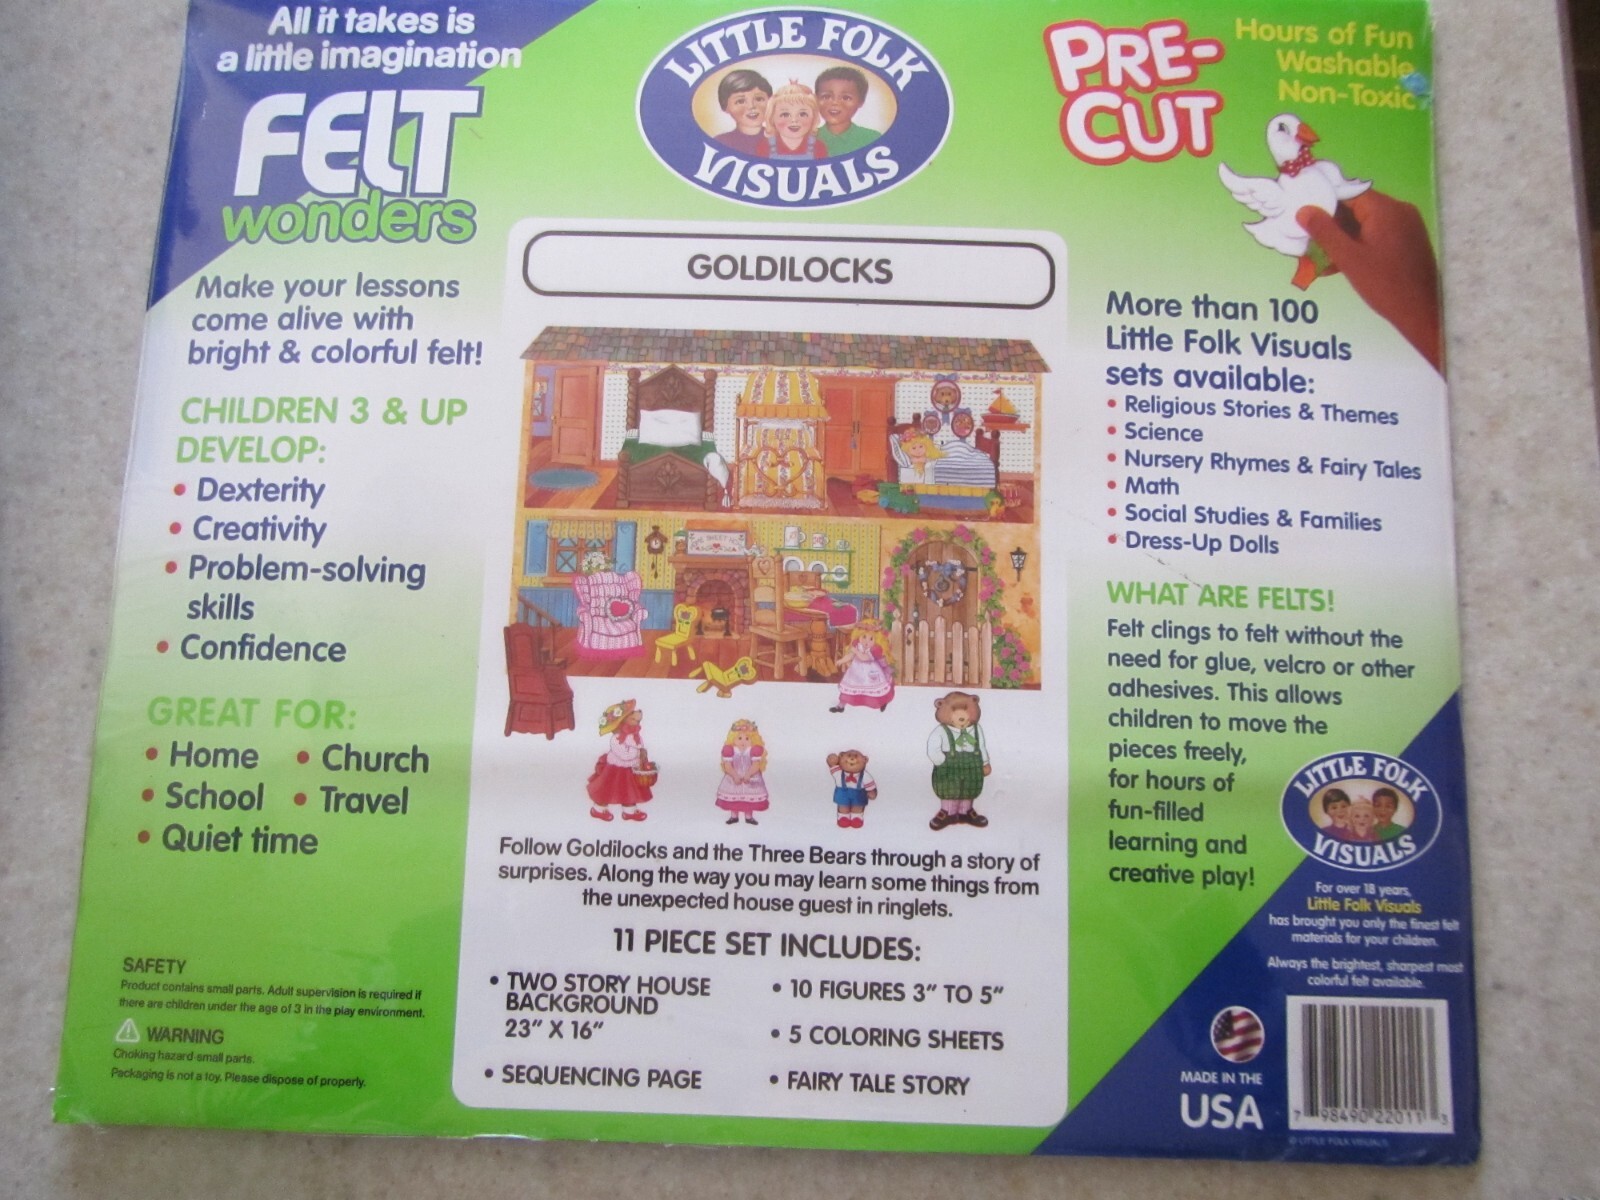 All it takes is
a little imagination
FELT
wonders
LITTLE FOLK
VISUALS
PRE-
CUT
Hours of Fun
Washable
Non-Toxic
Make your lessons
come alive with
bright & colorful felt!
CHILDREN 3 & UP
DEVELOP:
• Dexterity
• Creativity
• Problem-solving
skills
• Confidence
GREAT FOR:
• Home • Church
• School • Travel
• Quiet time
SAFETY
Product contains small parts. Adult supervision is required if
there are children under the age of 3 in the play environment.
WARNING
Choking hazard-small parts.
Packaging is not a toy. Please dispose of properly.
GOLDILOCKS
Follow Goldilocks and the Three Bears through a story of
surprises. Along the way you may learn some things from
the unexpected house guest in ringlets.
11 PIECE SET INCLUDES:
• TWO STORY HOUSE
BACKGROUND
23” X 16”
• SEQUENCING PAGE
• 10 FIGURES 3” TO 5”
• 5 COLORING SHEETS
• FAIRY TALE STORY
More than 100
Little Folk Visuals
sets available:
• Religious Stories & Themes
• Science
• Nursery Rhymes & Fairy Tales
• Math
• Social Studies & Families
• Dress-Up Dolls
WHAT ARE FELTS!
Felt clings to felt without the
need for glue, velcro or other
adhesives. This allows
children to move the
pieces freely,
for hours of
fun-filled
learning and
creative play!
LITTLE FOLK
VISUALS
For over 18 years,
Little Folk Visuals
has brought you only the finest felt
materials for your children.
Always the brightest, sharpest most
colorful felt available.
MADE IN THE
USA
7 98490 22011 3
© LITTLE FOLK VISUALS